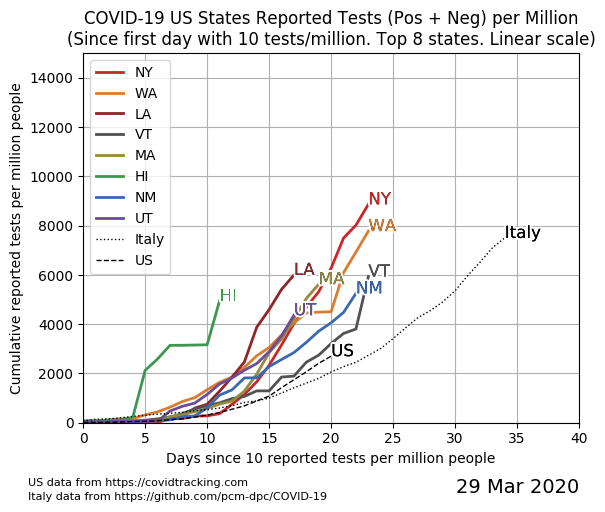 COVID-19 US States Reported Tests (Pos + Neg) per Million
(Since first day with 10 tests/million. Top 8 states. Linear scale)
Cumulative reported tests per million people
14000
12000
10000
8000
6000
4000
2000
0
NY
WA
LA
VT
MA
HI
NM
UT
Italy
US
NY
WA
Italy
LA
VT
MA
NM
HI
UT
US
0 5 10 15 20 25 30 35 40
Days since 10 reported tests per million people
US data from https://covidtracking.com
Italy data from https://github.com/pcm-dpc/COVID-19
29 Mar 2020